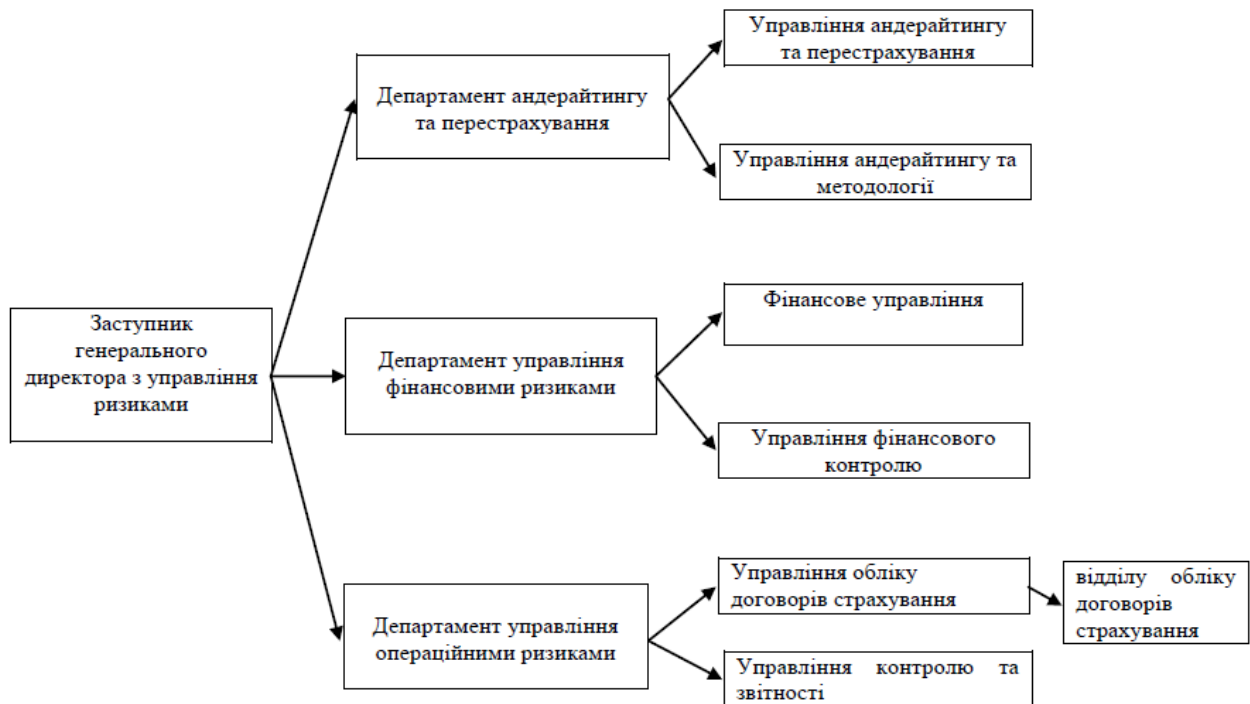 Заступник
генерального
директора з управління
ризиками
Департамент андерайтингу
та перестрахування
Управління андерайтингу
та перестрахування
Управління андерайтингу та
методології
Департамент управління
фінансовими ризиками
Фінансове управління
Управління фінансового
контролю
Департамент управління
операційними ризиками
Управління обліку
договорів страхування
відділу обліку
договорів
страхування
Управління контролю та
звітності